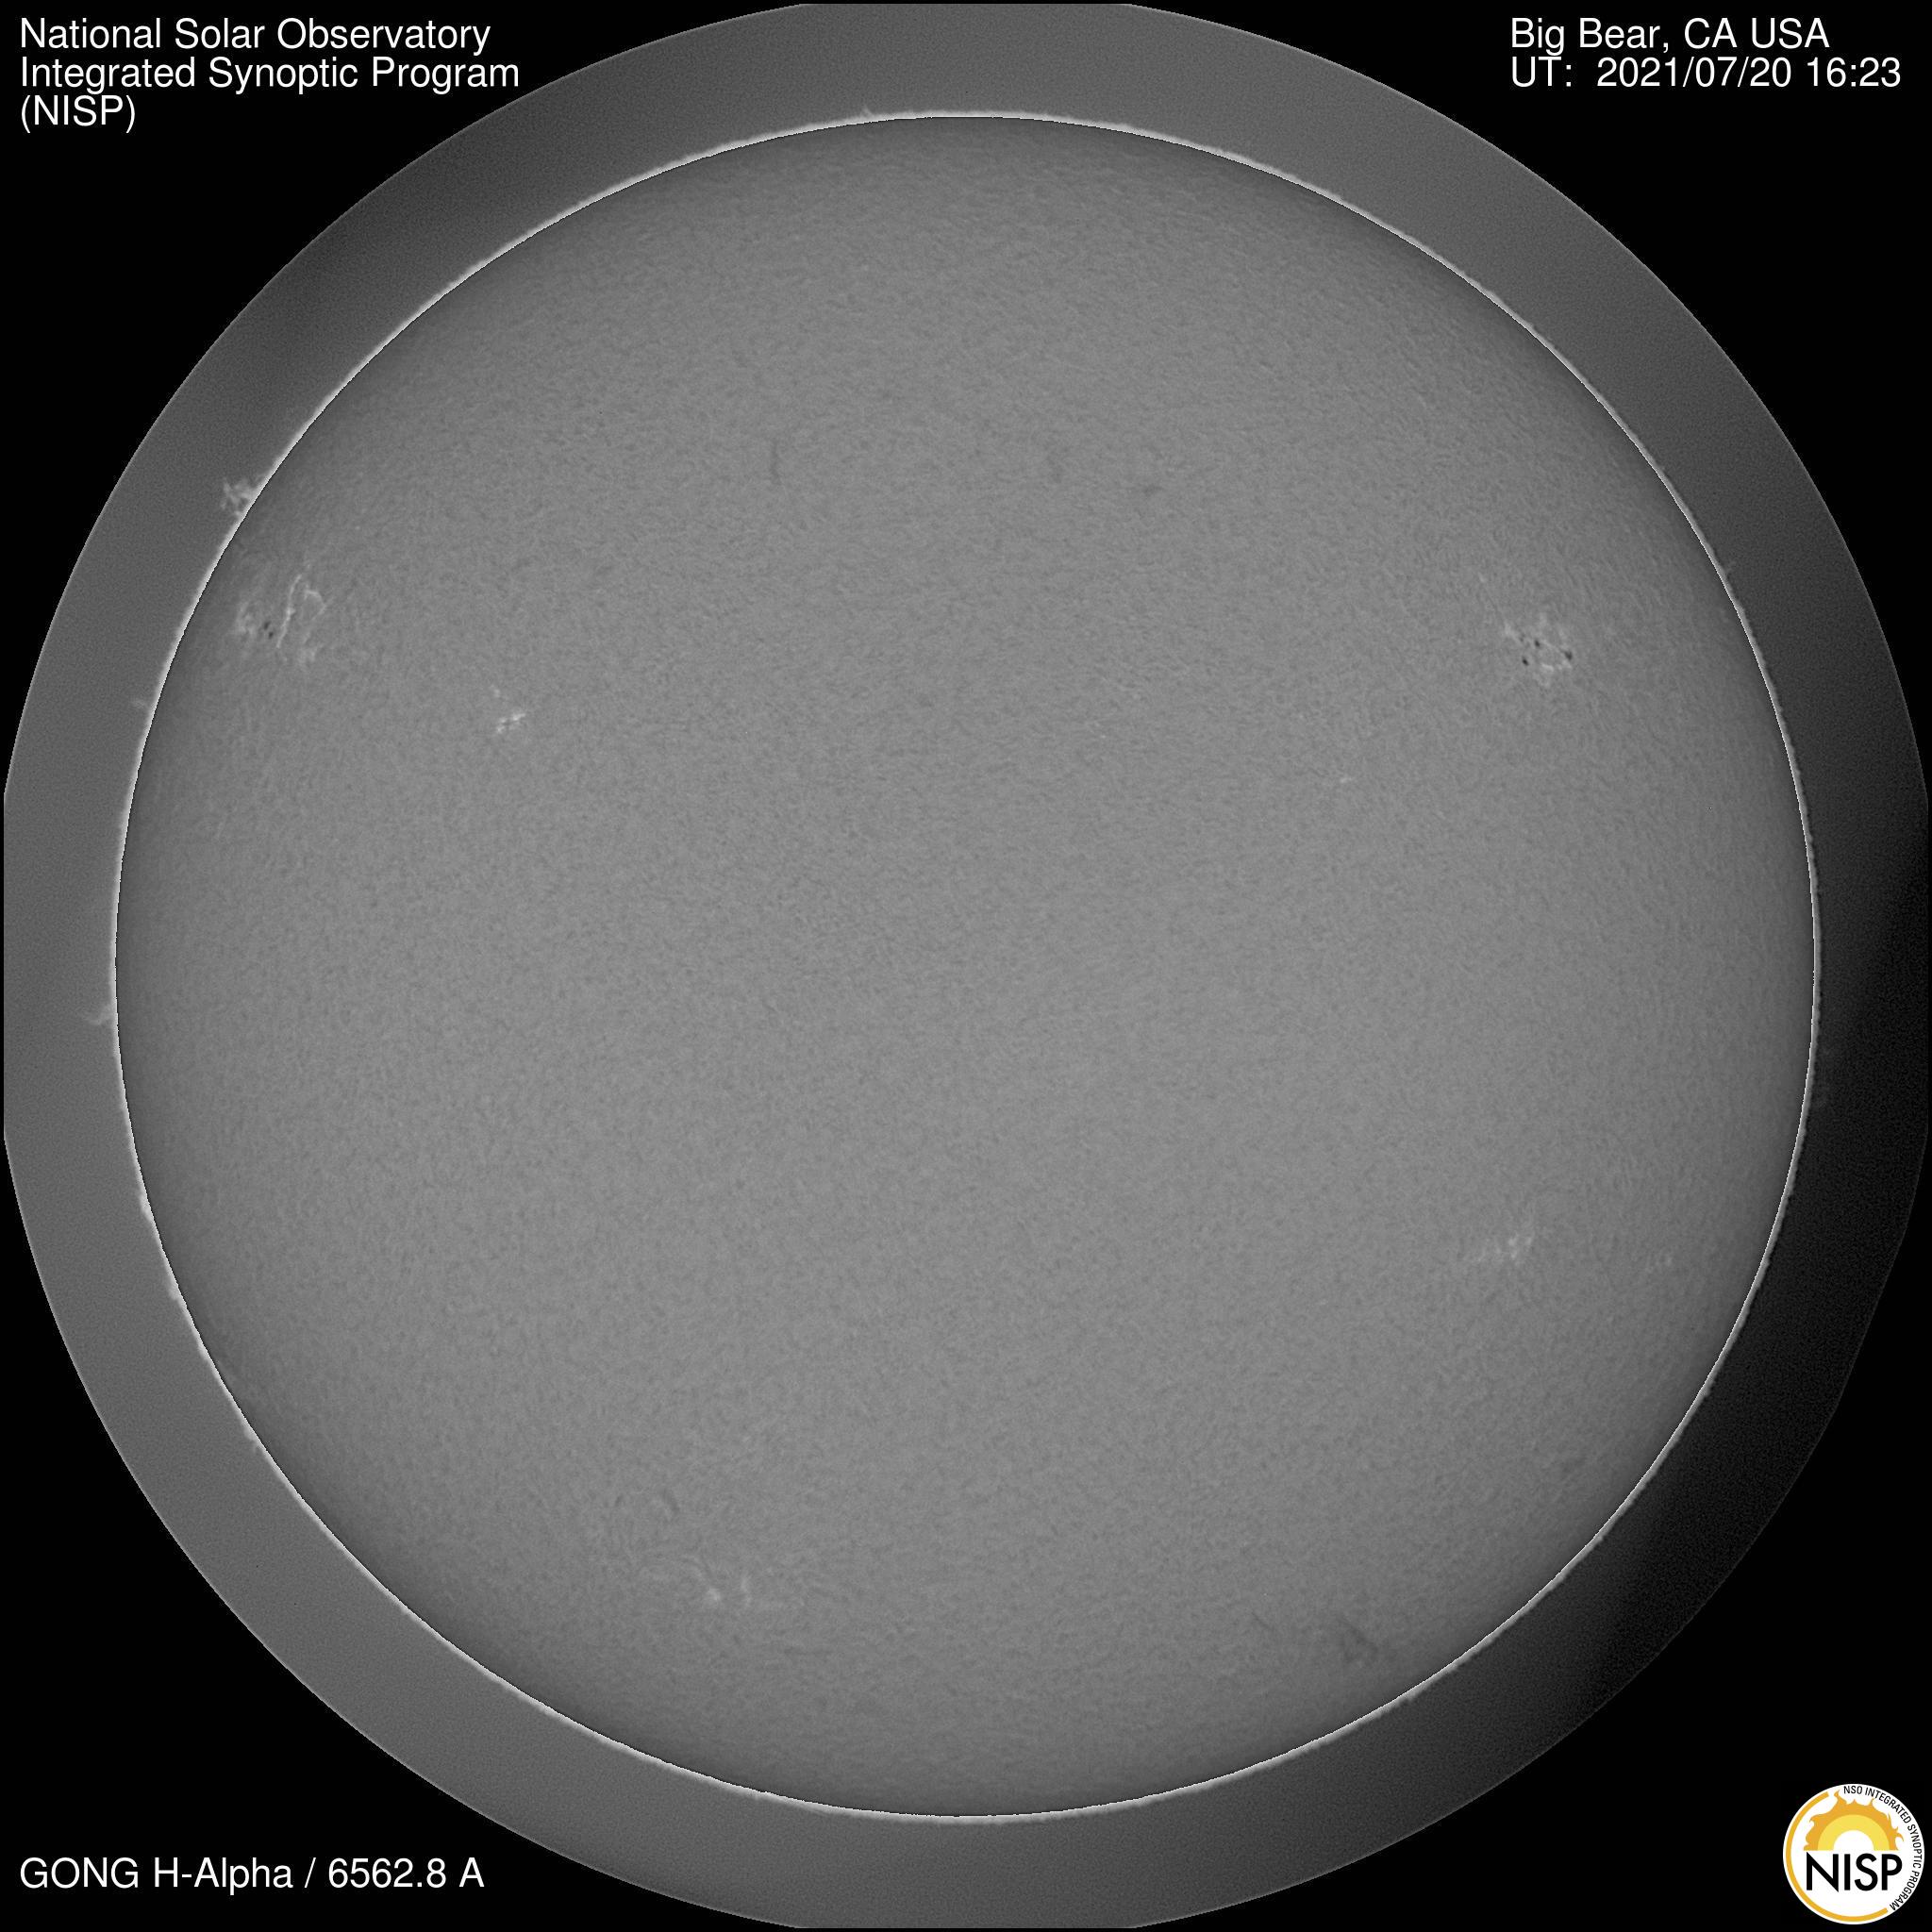 National Solar Observatory
Integrated Synoptic Program
(NISP)
Big Bear, CA USA
UT: 2021/07/20 16:23
GONG H-Alpha / 6562.8 A
NSO INTEGRATED SYNOPTIC PROGRAM
NISP